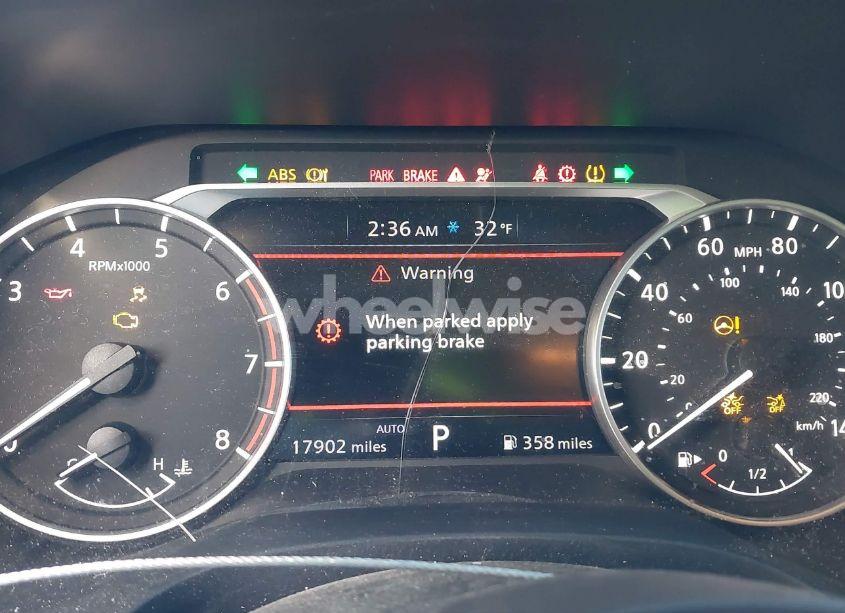 ABS PARK BRAKE
2:36 AM 32°F
Warning
When parked apply
parking brake
wheelwise
3 4 5 6 7 8
RPMx1000
H
AUTO
17902 miles P 358 miles
0 20 40 60 80
MPH
0 20 60 100 140 180 220
km/h
OFF OFF
0 1/2